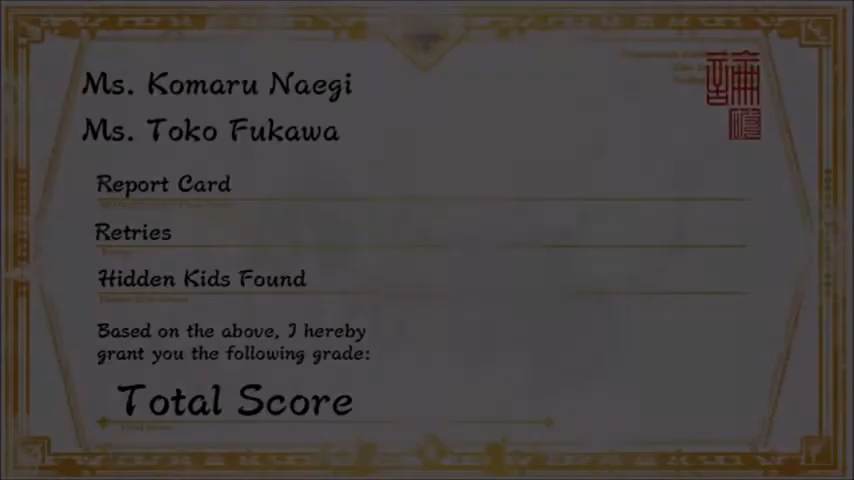 Ms. Komaru Naegi
Ms. Toko Fukawa
Report Card
Retries
Hidden Kids Found
Based on the above, I hereby
grant you the following grade:
Total Score